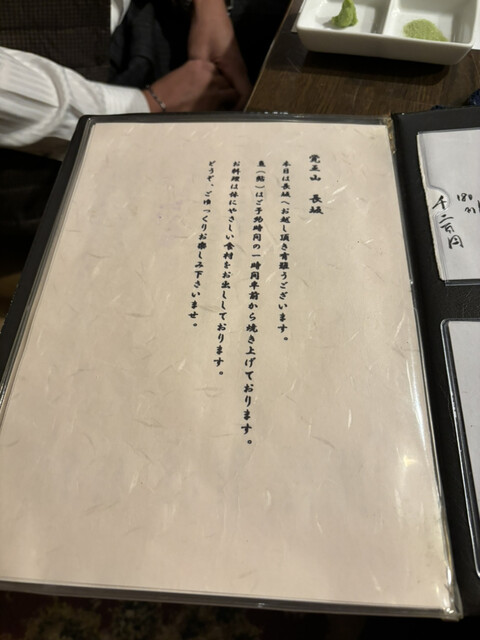 覚王山　長坂
本日は長坂へお越し頂き有難うございます。
魚（鮎）はご予約時間の一時間半前から焼き上げております。
お料理は体にやさしい食材をお出ししております。
どうぞ、ごゆっくりお楽しみ下さいませ。
180
千二百円